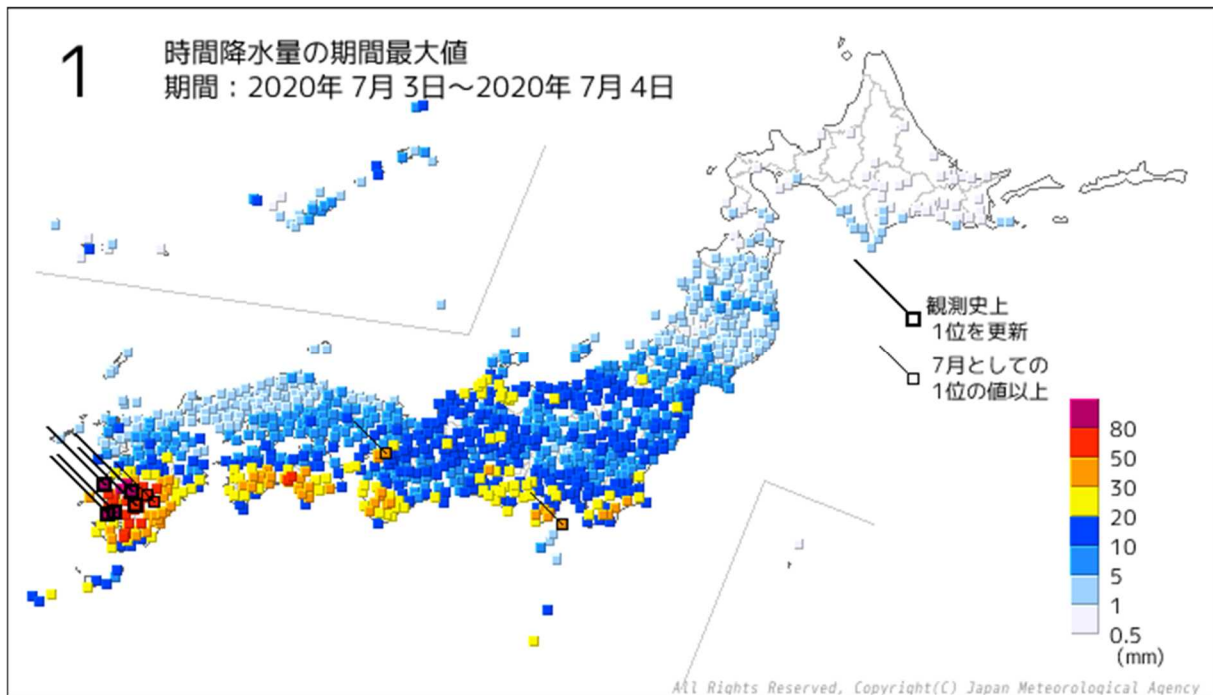 1 時間降水量の期間最大値
期間：2020年 7月 3日～2020年 7月 4日
観測史上
1位を更新
7月としての
1位の値以上
80
50
30
20
10
5
1
0.5
(mm)
All Rights Reserved, Copyright(C) Japan Meteorological Agency